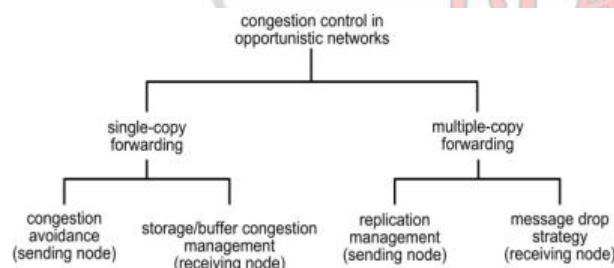 congestion control in
opportunistic networks
single-copy
forwarding
multiple-copy
forwarding
congestion
avoidance
(sending node)
storage/buffer congestion
management
(receiving node)
replication
management
(sending node)
message drop
strategy
(receiving node)